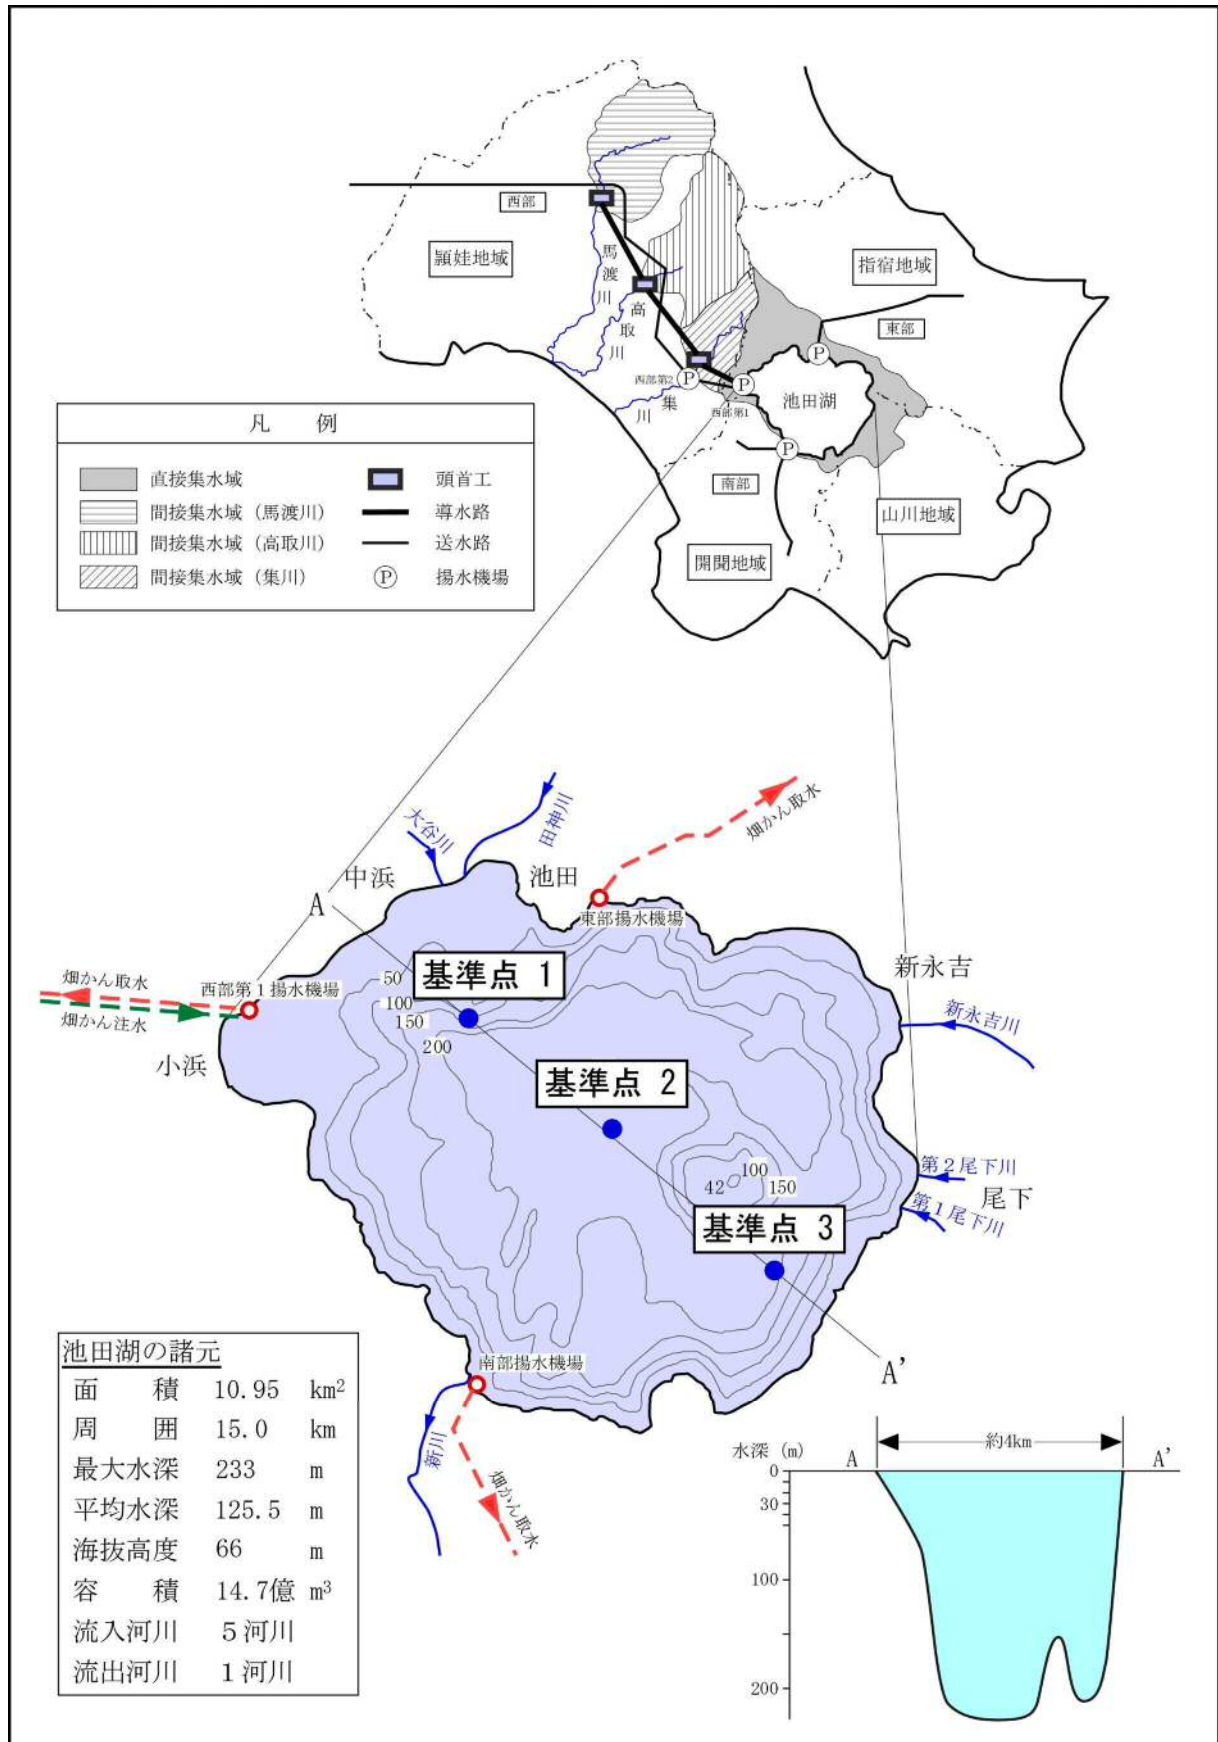 西部
頴娃地域
馬渡川
高取川
集川
西部第2
西部第1
池田湖
指宿地域
東部
南部
山川地域
開聞地域
P
P
P
P
凡 例
直接集水域
間接集水域（馬渡川）
間接集水域（高取川）
間接集水域（集川）
頭首工
導水路
送水路
P 揚水機場
大谷川
田神川
畑かん取水
中浜
池田
A
東部揚水機場
新永吉
畑かん取水
西部第1揚水機場
畑かん注水
小浜
50
100
150
200
基準点 1
新永吉川
基準点 2
100
42
150
第2尾下川
尾下
第1尾下川
基準点 3
A'
南部揚水機場
新川
畑かん取水
池田湖の諸元
面 積 10.95 km²
周 囲 15.0 km
最大水深 233 m
平均水深 125.5 m
海抜高度 66 m
容 積 14.7億 m³
流入河川 5河川
流出河川 1河川
水深 (m)
A
約4km
A'
0
30
100
200